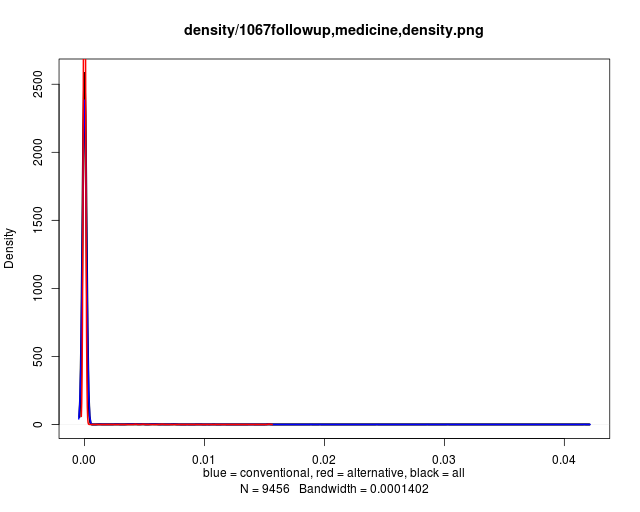 density/1067followup,medicine,density.png
Density
2500
2000
1500
1000
500
0
0.00 0.01 0.02 0.03 0.04
blue = conventional, red = alternative, black = all
N = 9456 Bandwidth = 0.0001402